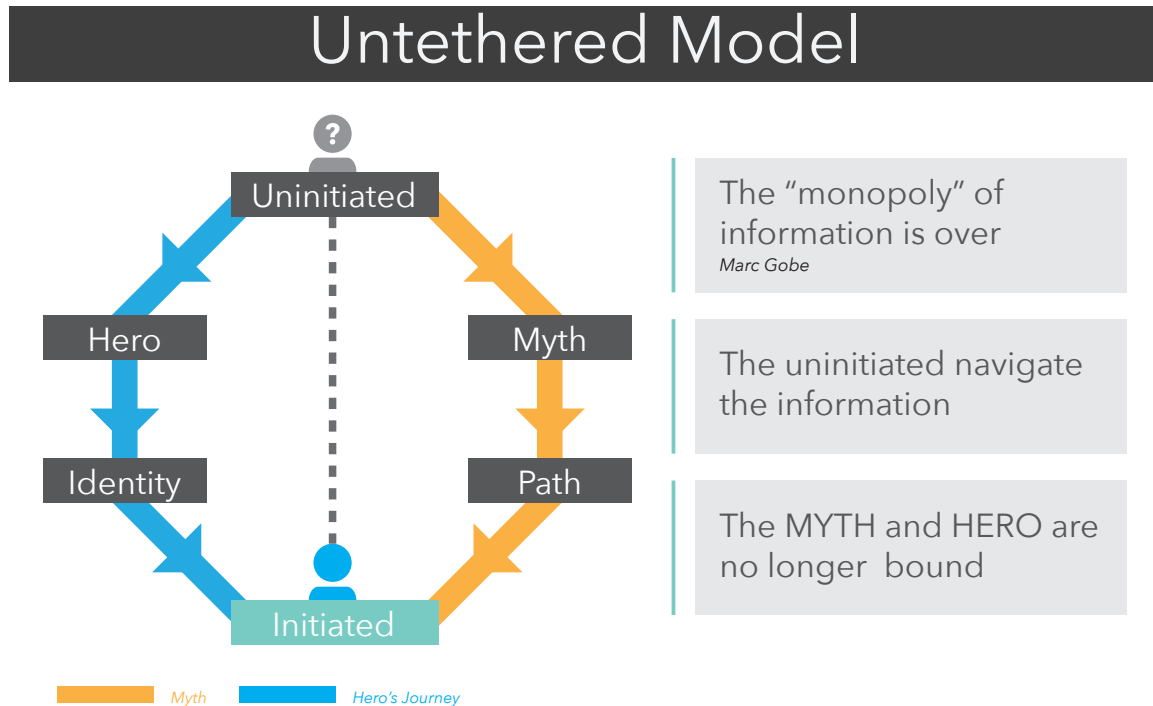 Untethered Model
?
Uninitiated
Hero
Myth
Identity
Path
Initiated
Myth
Hero's Journey
The “monopoly” of
information is over
Marc Gobe
The uninitiated navigate
the information
The MYTH and HERO are
no longer bound